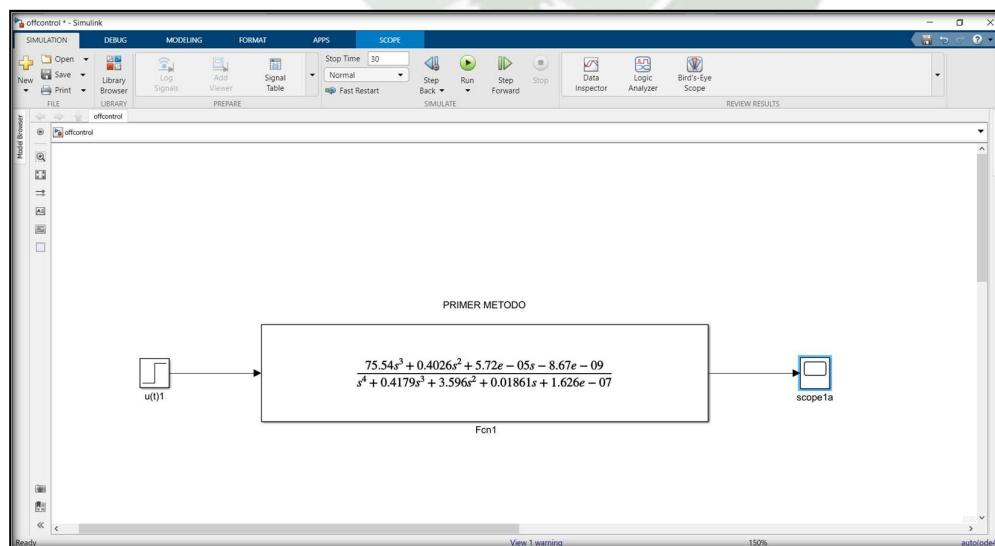 offcontrol * - Simulink
SIMULATION DEBUG MODELING FORMAT APPS SCOPE
New
Open
Save
Print
FILE
Library
Browser
LIBRARY
Log
Signals
Add
Viewer
Signal
Table
PREPARE
Stop Time 30
Normal
Fast Restart
Step
Back
Run
Step
Forward
Stop
SIMULATE
Data
Inspector
Logic
Analyzer
Bird's-Eye
Scope
REVIEW RESULTS
Model Browser
offcontrol
offcontrol
PRIMER METODO
75.54s³ + 0.4026s² + 5.72e − 05s − 8.67e − 09
s⁴ + 0.4179s³ + 3.596s² + 0.01861s + 1.626e − 07
u(t)1
Fcn1
scope1a
Ready View 1 warning 150%